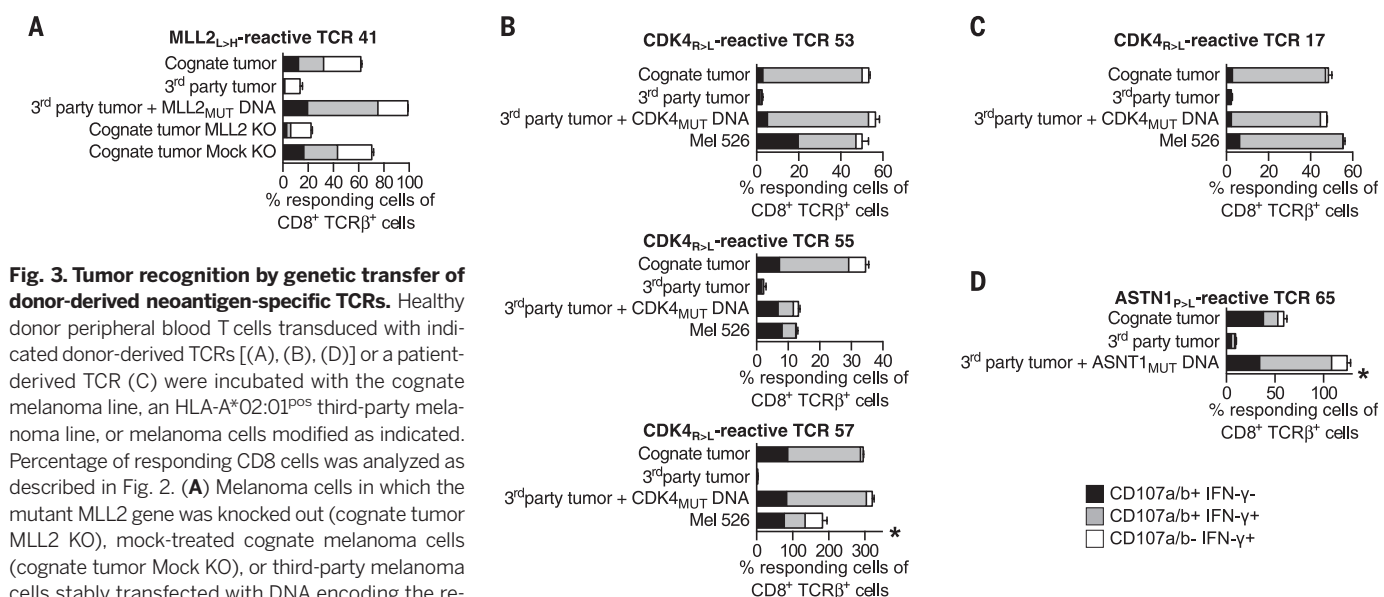 A
MLL2L>H-reactive TCR 41
Cognate tumor
3rd party tumor
3rd party tumor + MLL2MUT DNA
Cognate tumor MLL2 KO
Cognate tumor Mock KO
0 20 40 60 80 100
% responding cells of
CD8+ TCRβ+ cells
Fig. 3. Tumor recognition by genetic transfer of
donor-derived neoantigen-specific TCRs. Healthy
donor peripheral blood T cells transduced with indi-
cated donor-derived TCRs [(A), (B), (D)] or a patient-
derived TCR (C) were incubated with the cognate
melanoma line, an HLA-A*02:01pos third-party mela-
noma line, or melanoma cells modified as indicated.
Percentage of responding CD8 cells was analyzed as
described in Fig. 2. (A) Melanoma cells in which the
mutant MLL2 gene was knocked out (cognate tumor
MLL2 KO), mock-treated cognate melanoma cells
(cognate tumor Mock KO), or third-party melanoma
cells stably transfected with DNA encoding the re-
B
CDK4R>L-reactive TCR 53
Cognate tumor
3rd party tumor
3rd party tumor + CDK4MUT DNA
Mel 526
0 20 40 60
% responding cells of
CD8+ TCRβ+ cells
CDK4R>L-reactive TCR 55
Cognate tumor
3rdparty tumor
3rdparty tumor + CDK4MUT DNA
Mel 526
0 10 20 30 40
% responding cells of
CD8+ TCRβ+ cells
CDK4R>L-reactive TCR 57
Cognate tumor
3rdparty tumor
3rdparty tumor + CDK4MUT DNA
Mel 526
*
0 100 200 300
% responding cells of
CD8+ TCRβ+ cells
C
CDK4R>L-reactive TCR 17
Cognate tumor
3rdparty tumor
3rdparty tumor + CDK4MUT DNA
Mel 526
0 20 40 60
% responding cells of
CD8+ TCRβ+ cells
D
ASTN1P>L-reactive TCR 65
Cognate tumor
3rd party tumor
3rd party tumor + ASNT1MUT DNA
*
0 50 100
% responding cells of
CD8+ TCRβ+ cells
CD107a/b+ IFN-γ-
CD107a/b+ IFN-γ+
CD107a/b- IFN-γ+